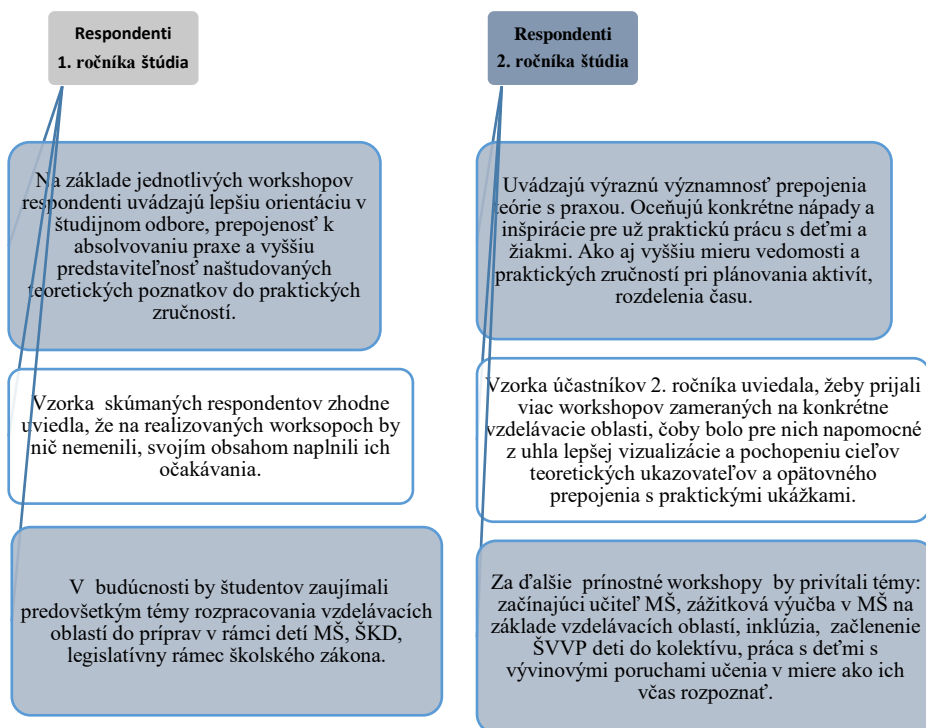 Respondenti
1. ročníka štúdia
Na základe jednotlivých workshopov
respondenti uvádzajú lepšiu orientáciu v
študijnom odbore, prepojenosť k
absolvovaniu praxe a vyššiu
predstaviteľnosť naštudovaných
teoretických poznatkov do praktických
zručností.
Vzorka skúmaných respondentov zhodne
uviedla, že na realizovaných worksopoch by
nič nemenili, svojím obsahom naplnili ich
očakávania.
V budúcnosti by študentov zaujímali
predovšetkým témy rozpracovania vzdelávacích
oblastí do príprav v rámci detí MŠ, ŠKD,
legislatívny rámec školského zákona.
Respondenti
2. ročníka štúdia
Uvádzajú výraznú významnosť prepojenia
teórie s praxou. Oceňujú konkrétne nápady a
inšpirácie pre už praktickú prácu s deťmi a
žiakmi. Ako aj vyššiu mieru vedomosti a
praktických zručností pri plánovania aktivít,
rozdelenia času.
Vzorka účastníkov 2. ročníka uviedala, žeby prijali
viac workshopov zameraných na konkrétne
vzdelávacie oblasti, čoby bolo pre nich napomocné
z uhla lepšej vizualizácie a pochopeniu cieľov
teoretických ukazovateľov a opätovného
prepojenia s praktickými ukážkami.
Za ďalšie prínostné workshopy by privítali témy:
začínajúci učiteľ MŠ, zážitková výučba v MŠ na
základe vzdelávacích oblastí, inklúzia, začlenenie
ŠVVP deti do kolektívu, práca s deťmi s
vývinovými poruchami učenia v miere ako ich
včas rozpoznať.